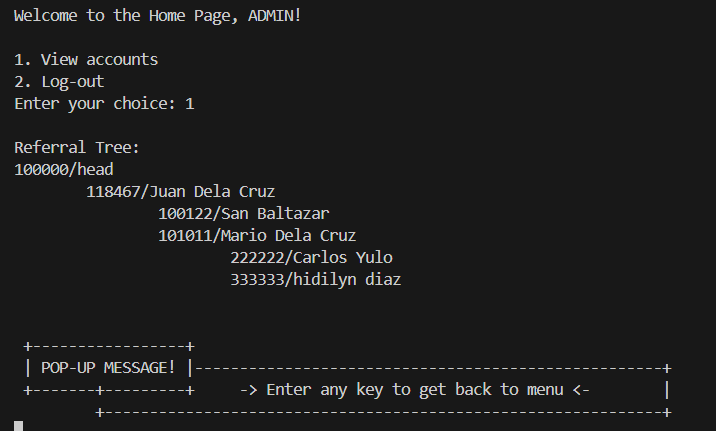 Welcome to the Home Page, ADMIN!
1. View accounts
2. Log-out
Enter your choice: 1
Referral Tree:
100000/head
        118467/Juan Dela Cruz
                100122/San Baltazar
                101011/Mario Dela Cruz
                        222222/Carlos Yulo
                        333333/hidilyn diaz
 +-----------------+
 | POP-UP MESSAGE! |----------------------------------------------------+
 +-------+---------+     -> Enter any key to get back to menu <-        |
         +--------------------------------------------------------------+